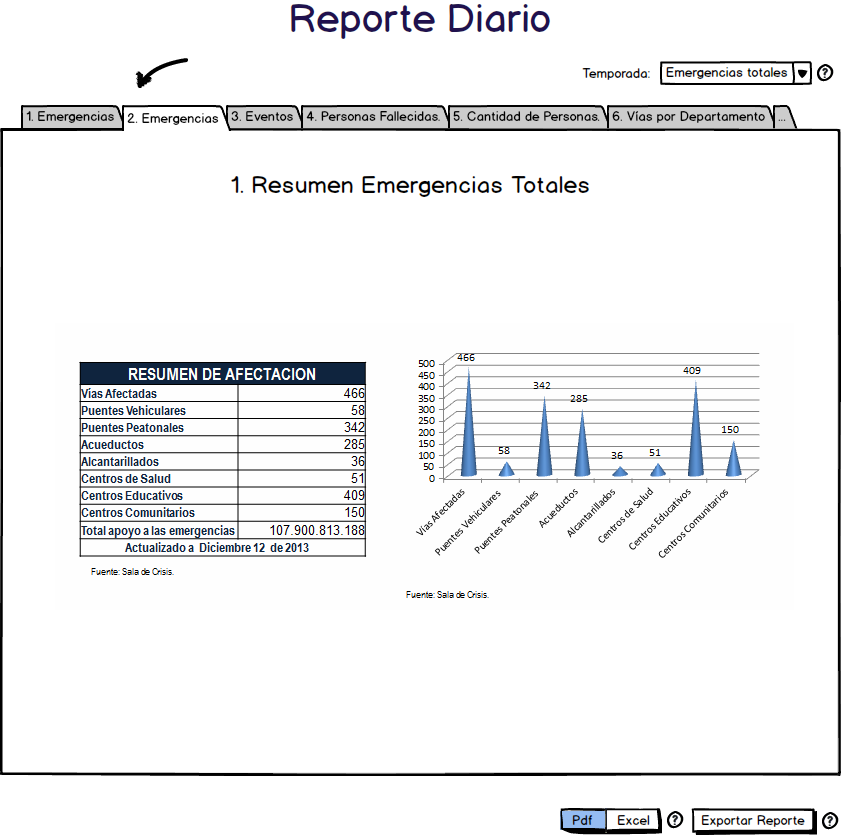 Reporte Diario
Temporada: Emergencias totales ?
1. Emergencias 2. Emergencias 3. Eventos 4. Personas Fallecidas. 5. Cantidad de Personas. 6. Vías por Departamento ...
1. Resumen Emergencias Totales
RESUMEN DE AFECTACION
Vias Afectadas 466
Puentes Vehiculares 58
Puentes Peatonales 342
Acueductos 285
Alcantarillados 36
Centros de Salud 51
Centros Educativos 409
Centros Comunitarios 150
Total apoyo a las emergencias 107.900.813.188
Actualizado a Diciembre 12 de 2013
Fuente: Sala de Crisis.
500
450
400
350
300
250
200
150
100
50
0
466
58
342
285
36
51
409
150
Vias Afectadas
Puentes Vehiculares
Puentes Peatonales
Acueductos
Alcantarillados
Centros de Salud
Centros Educativos
Centros Comunitarios
Fuente: Sala de Crisis.
Pdf Excel ? Exportar Reporte ?